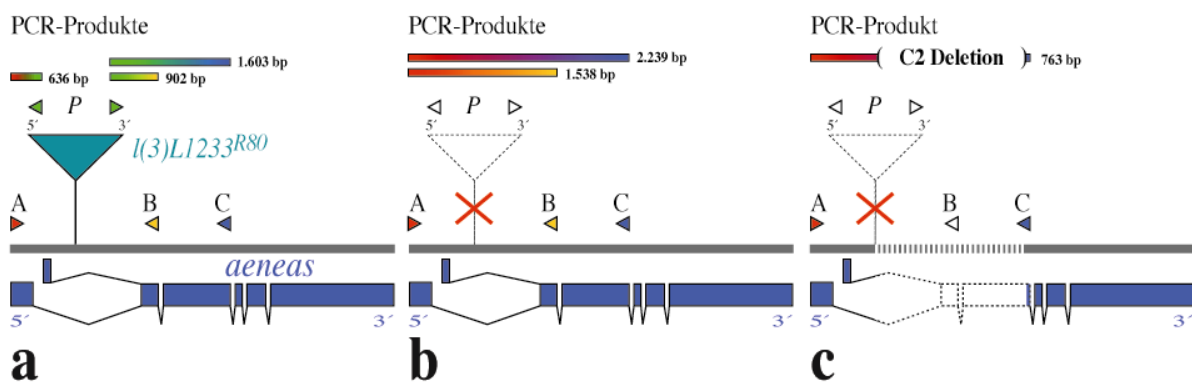 PCR-Produkte
1.603 bp
636 bp
902 bp
P
5´
3´
l(3)L1233R80
A
B
C
aeneas
5´
3´
a
PCR-Produkte
2.239 bp
1.538 bp
P
5´
3´
A
B
C
5´
3´
b
PCR-Produkt
( C2 Deletion )
763 bp
P
5´
3´
A
B
C
5´
3´
c